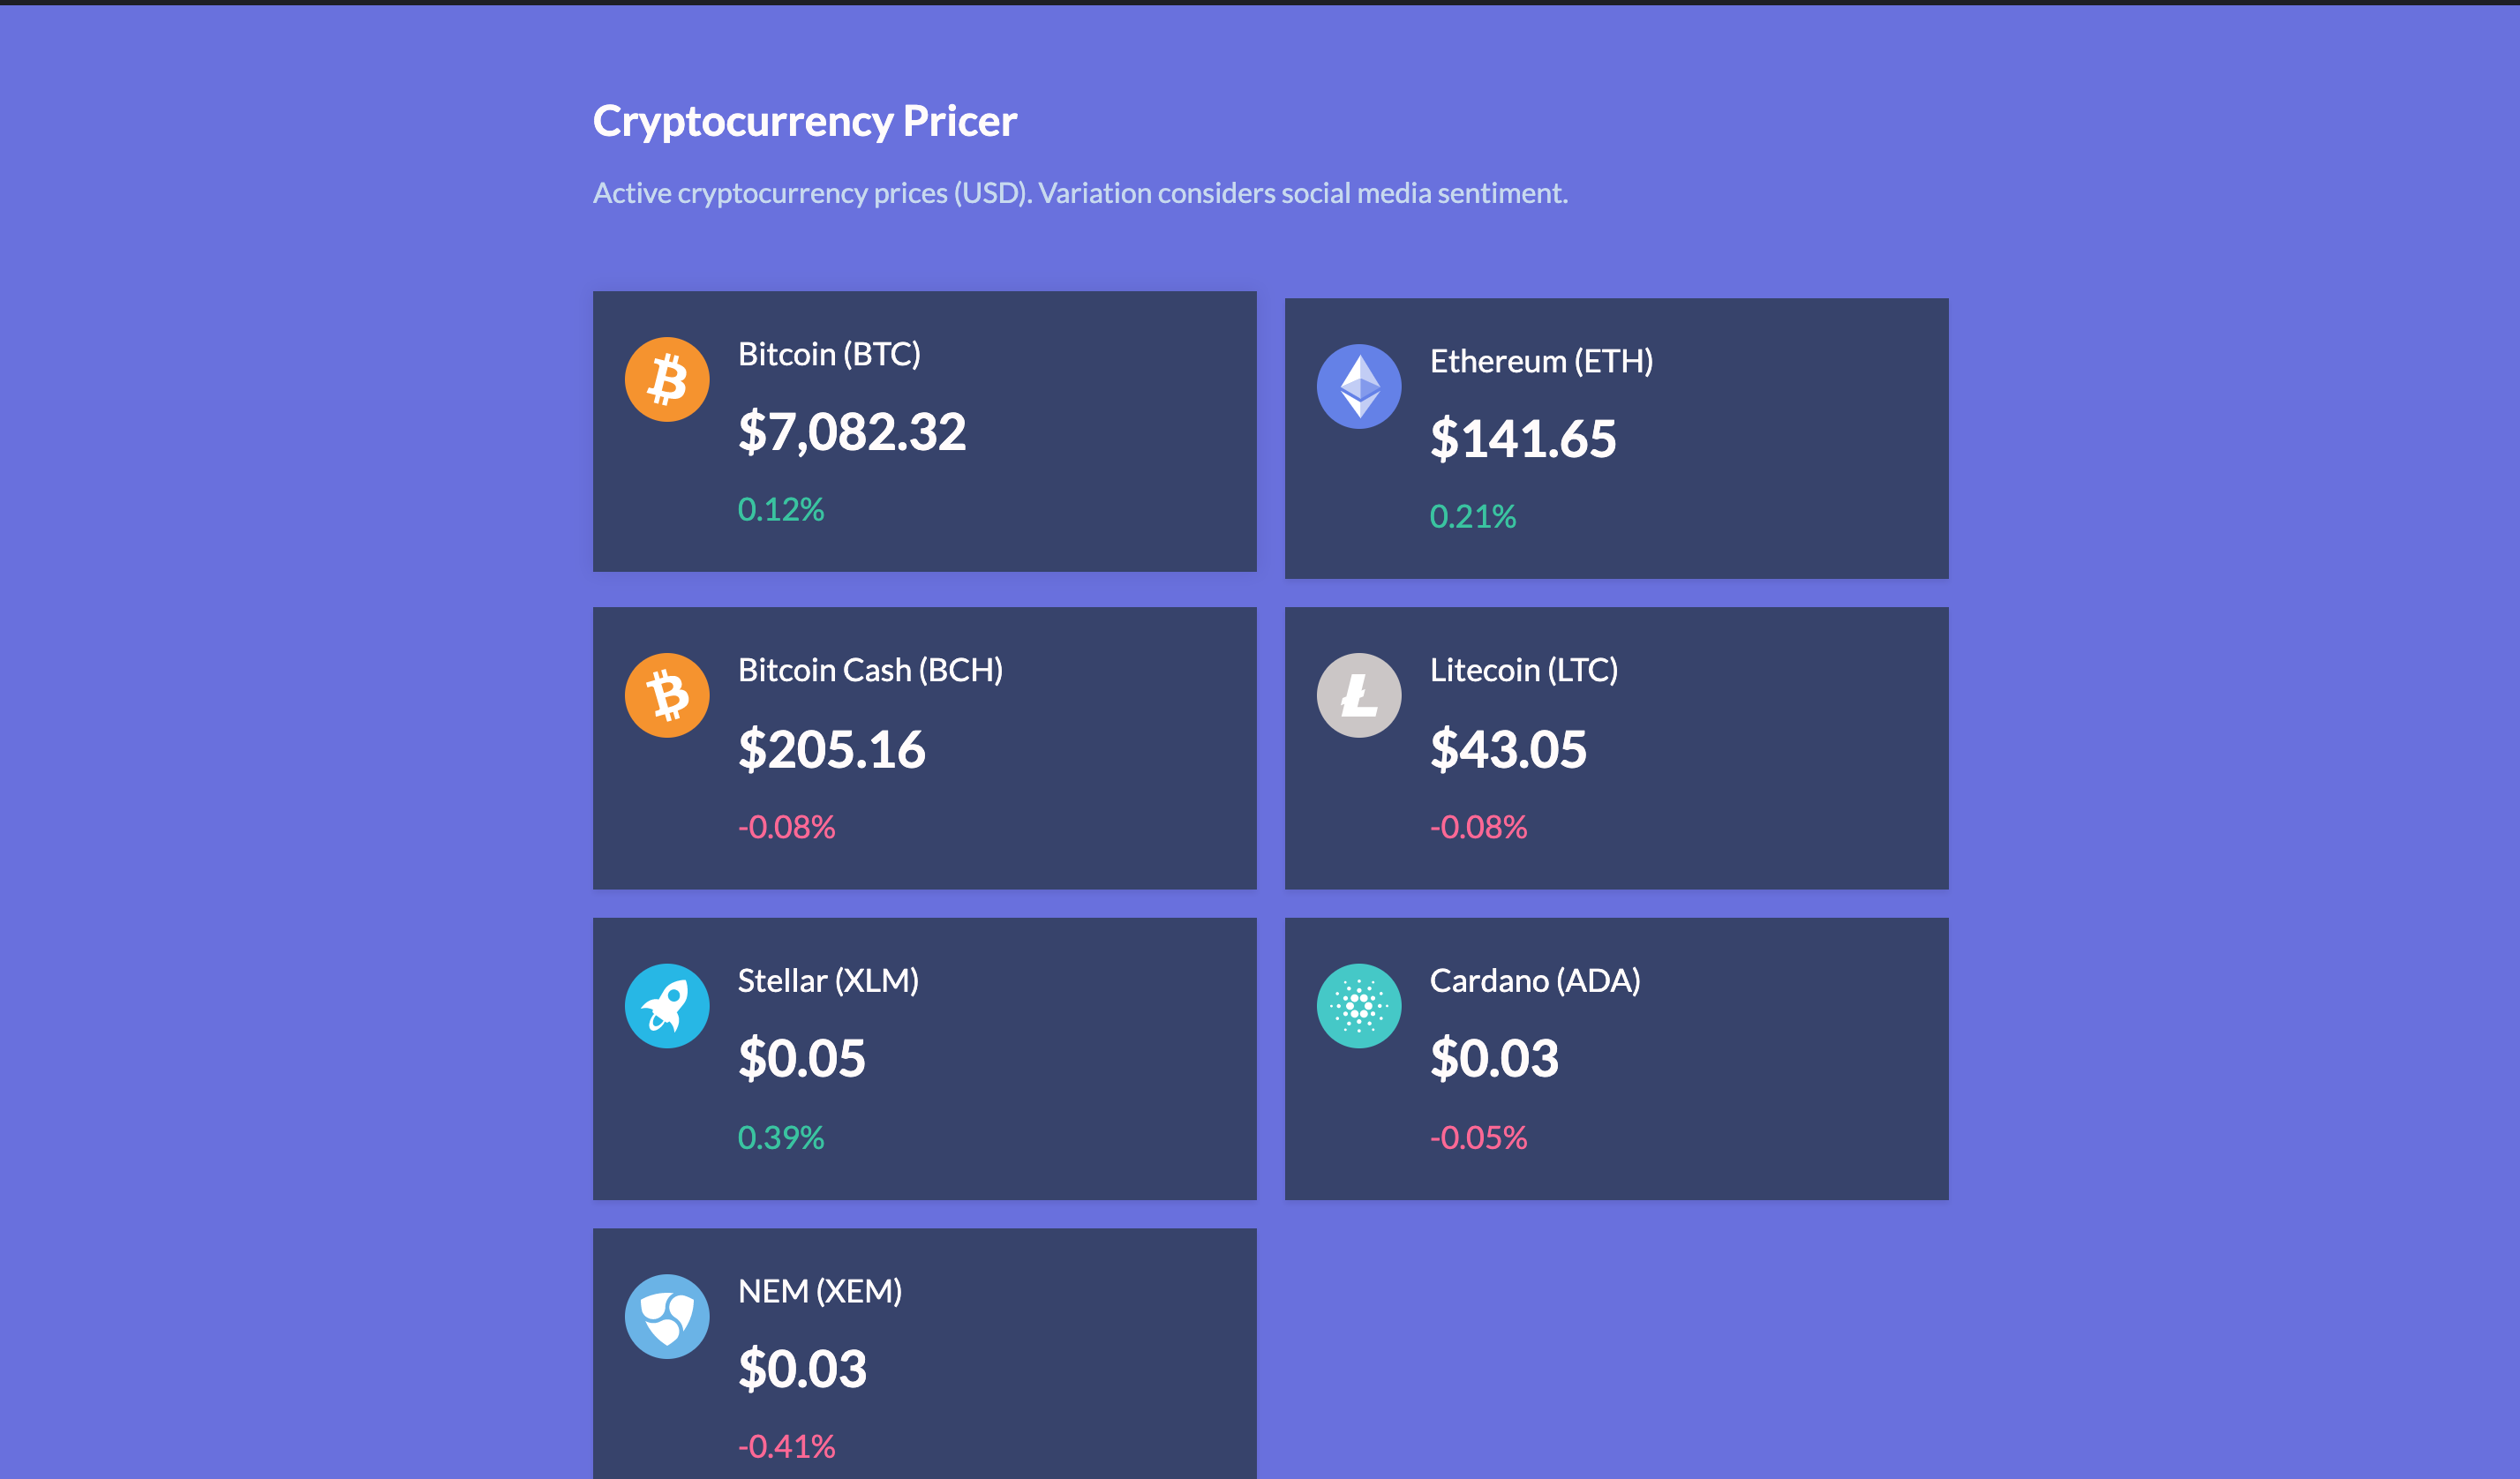 Cryptocurrency Pricer
Active cryptocurrency prices (USD). Variation considers social media sentiment.
Bitcoin (BTC)
$7,082.32
0.12%
Ethereum (ETH)
$141.65
0.21%
Bitcoin Cash (BCH)
$205.16
-0.08%
Litecoin (LTC)
$43.05
-0.08%
Stellar (XLM)
$0.05
0.39%
Cardano (ADA)
$0.03
-0.05%
NEM (XEM)
$0.03
-0.41%